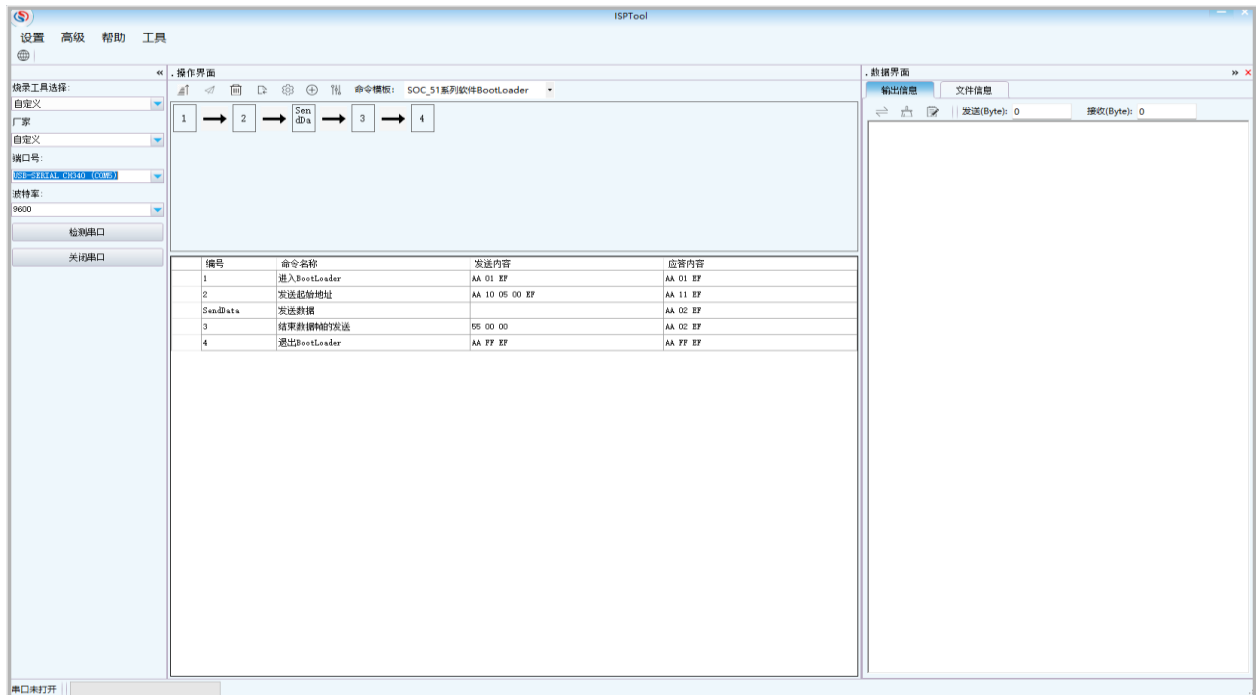 ISPTool
设置 高级 帮助 工具
烧录工具选择:
自定义
厂家
自定义
端口号:
USB-SERIAL CH340 (COM5)
波特率:
9600
检测串口
关闭串口
.操作界面
命令模板: SOC_51系列软件BootLoader
1 2 Sen 3 4
dDa
编号 命令名称 发送内容 应答内容
1 进入BootLoader AA 01 EF AA 01 EF
2 发送起始地址 AA 10 05 00 EF AA 11 EF
SendData 发送数据 AA 02 EF
3 结束数据帧的发送 55 00 00 AA 02 EF
4 退出BootLoader AA FF EF AA FF EF
.数据界面
输出信息 文件信息
发送(Byte): 0 接收(Byte): 0
串口未打开